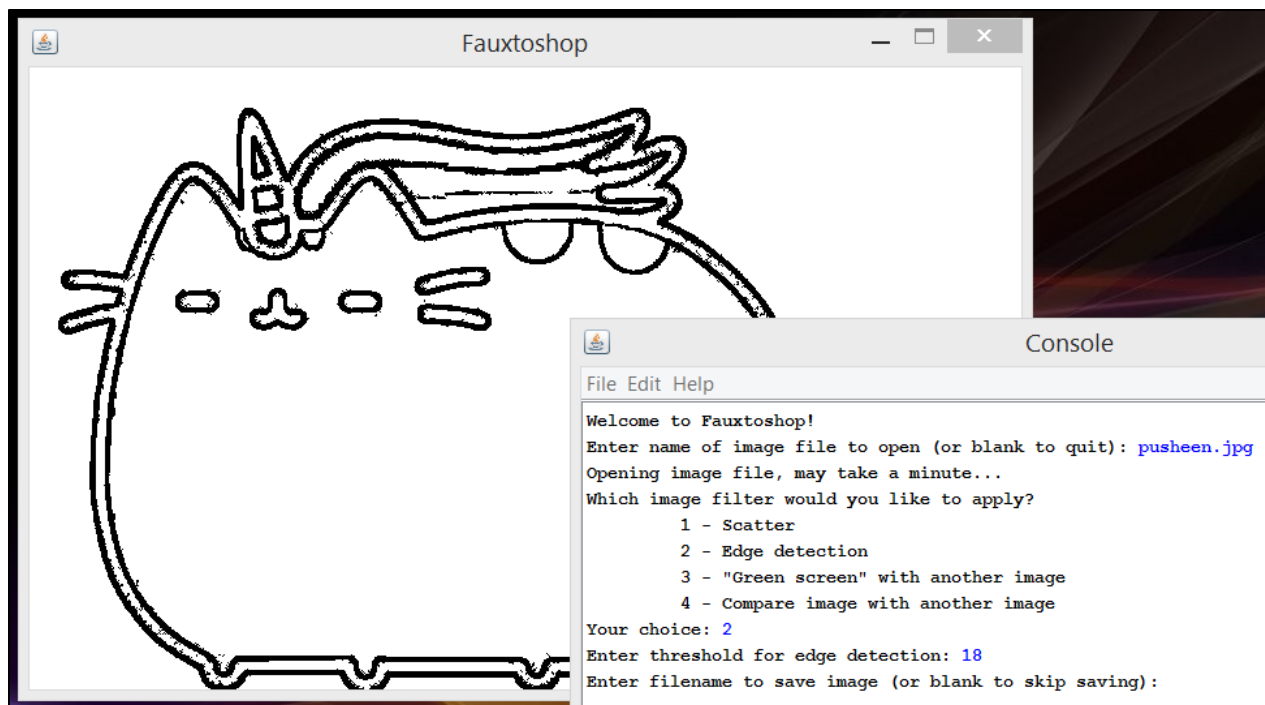 Fauxtoshop
Console
File Edit Help
Welcome to Fauxtoshop!
Enter name of image file to open (or blank to quit): pusheen.jpg
Opening image file, may take a minute...
Which image filter would you like to apply?
1 - Scatter
2 - Edge detection
3 - "Green screen" with another image
4 - Compare image with another image
Your choice: 2
Enter threshold for edge detection: 18
Enter filename to save image (or blank to skip saving):